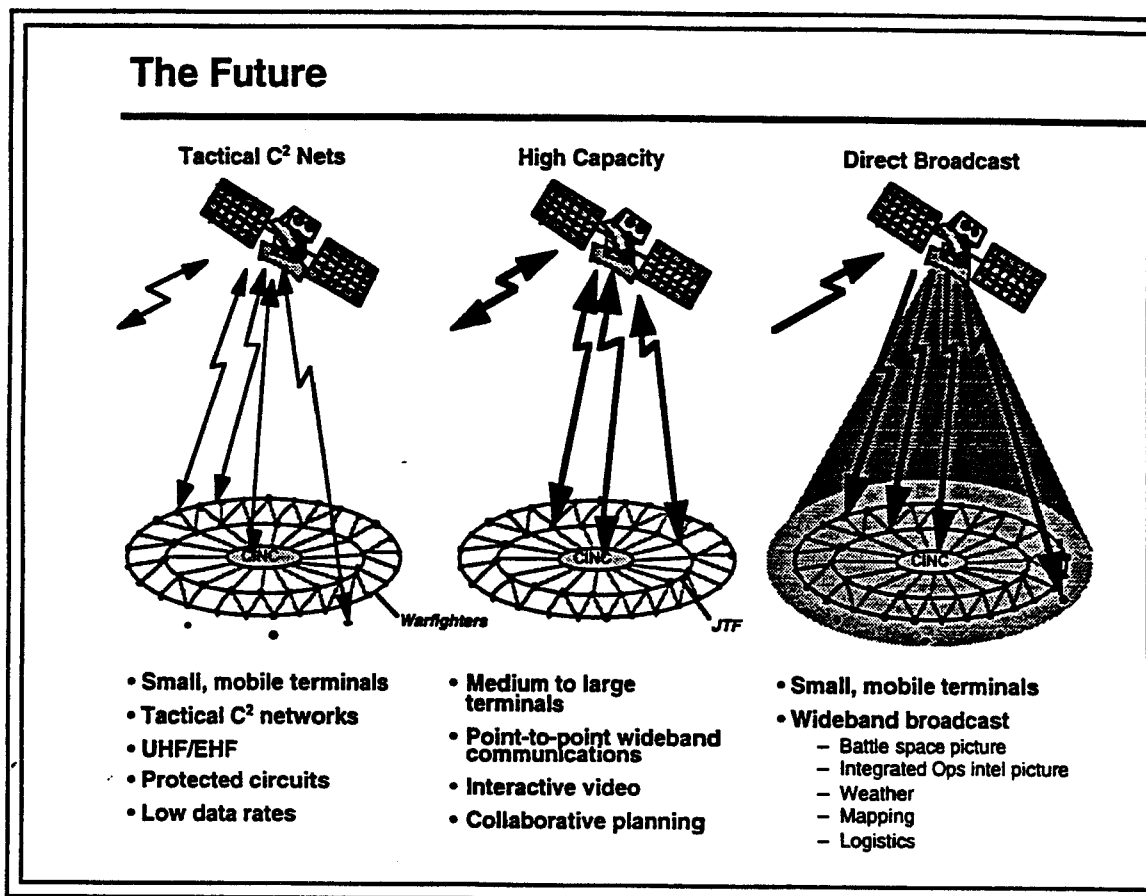 The Future
Tactical C² Nets
CINC
Warfighters
• Small, mobile terminals
• Tactical C² networks
• UHF/EHF
• Protected circuits
• Low data rates
High Capacity
CINC
JTF
• Medium to large
terminals
• Point-to-point wideband
communications
• Interactive video
• Collaborative planning
Direct Broadcast
CINC
• Small, mobile terminals
• Wideband broadcast
– Battle space picture
– Integrated Ops intel picture
– Weather
– Mapping
– Logistics